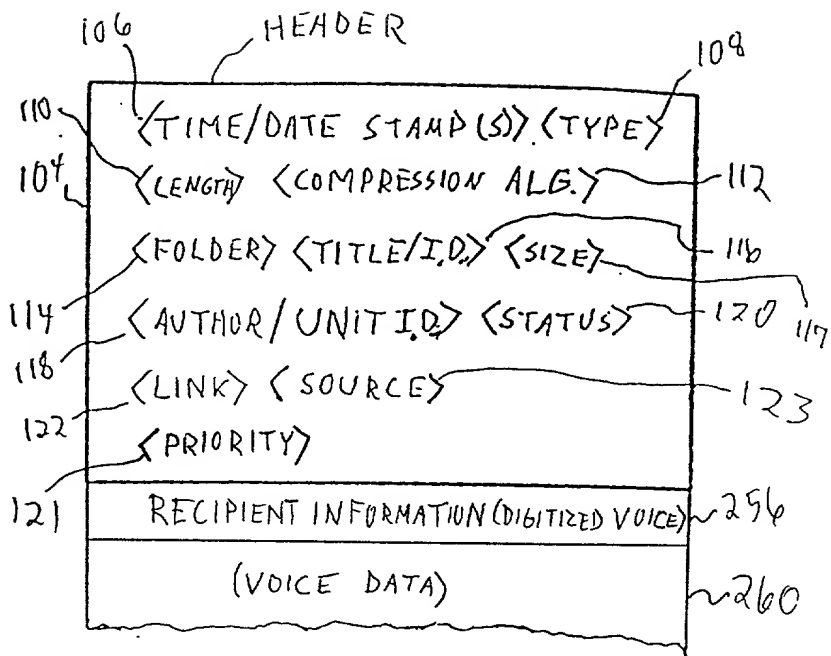 106 HEADER 108
<TIME/DATE STAMP(S)> <TYPE>
110
104 <LENGTH> <COMPRESSION ALG.> 112
<FOLDER> <TITLE/I.D.> <SIZE> 116
114 <AUTHOR/UNIT I.D.> <STATUS> 120 117
118
<LINK> <SOURCE> 123
122
<PRIORITY>
121 RECIPIENT INFORMATION (DIGITIZED VOICE) 256
(VOICE DATA) 260